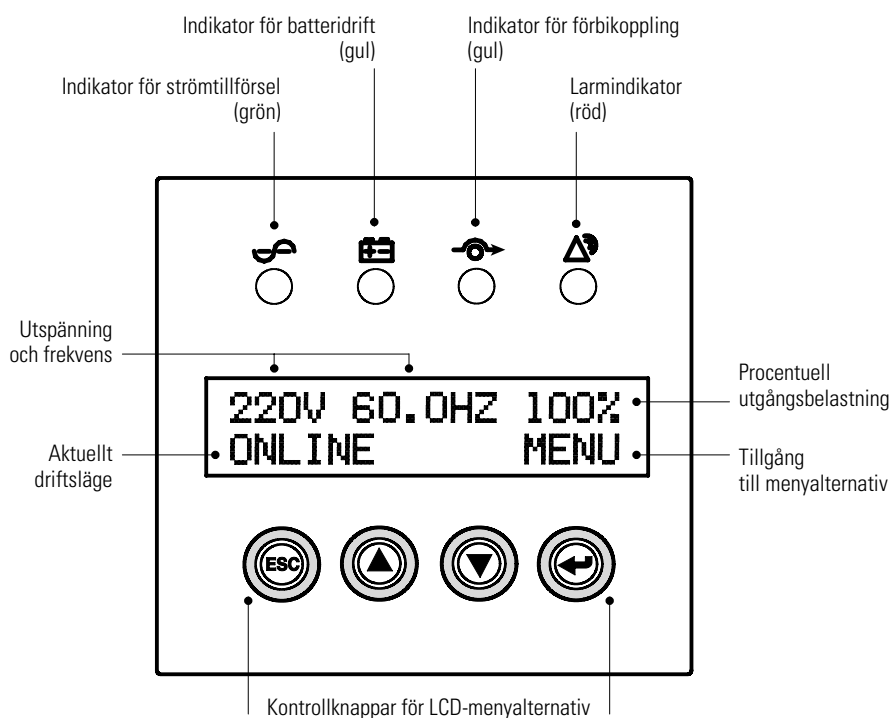 Indikator för batteridrift
(gul)
Indikator för förbikoppling
(gul)
Indikator för strömtillförsel
(grön)
Larmindikator
(röd)
Utspänning
och frekvens
220V 60.0HZ 100%
Procentuell
utgångsbelastning
Aktuellt
driftsläge
ONLINE MENU
Tillgång
till menyalternativ
ESC
Kontrollknappar för LCD-menyalternativ